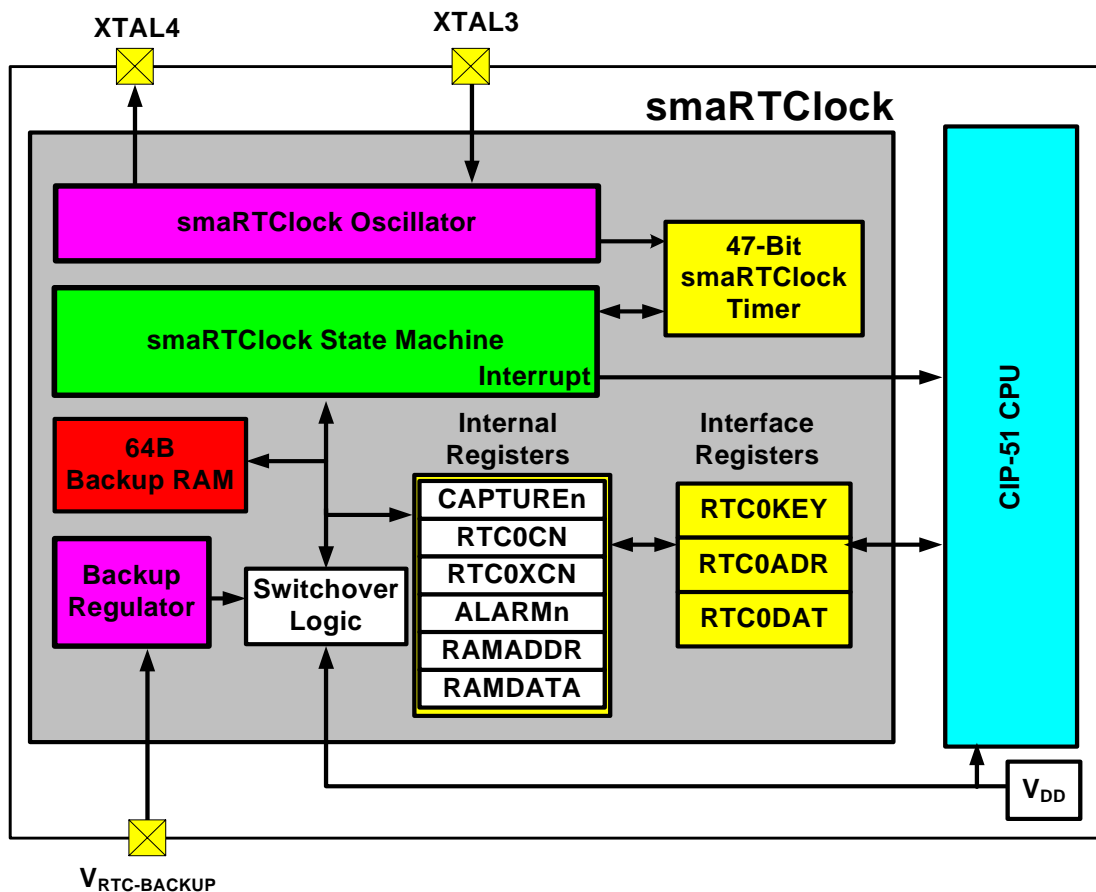 XTAL4
XTAL3
smaRTClock
smaRTClock Oscillator
47-Bit
smaRTClock
Timer
smaRTClock State Machine
Interrupt
CIP-51 CPU
64B
Backup RAM
Internal
Registers
Interface
Registers
CAPTUREn
RTC0CN
RTC0XCN
ALARMn
RAMADDR
RAMDATA
RTC0KEY
RTC0ADR
RTC0DAT
Backup
Regulator
Switchover
Logic
VDD
VRTC-BACKUP